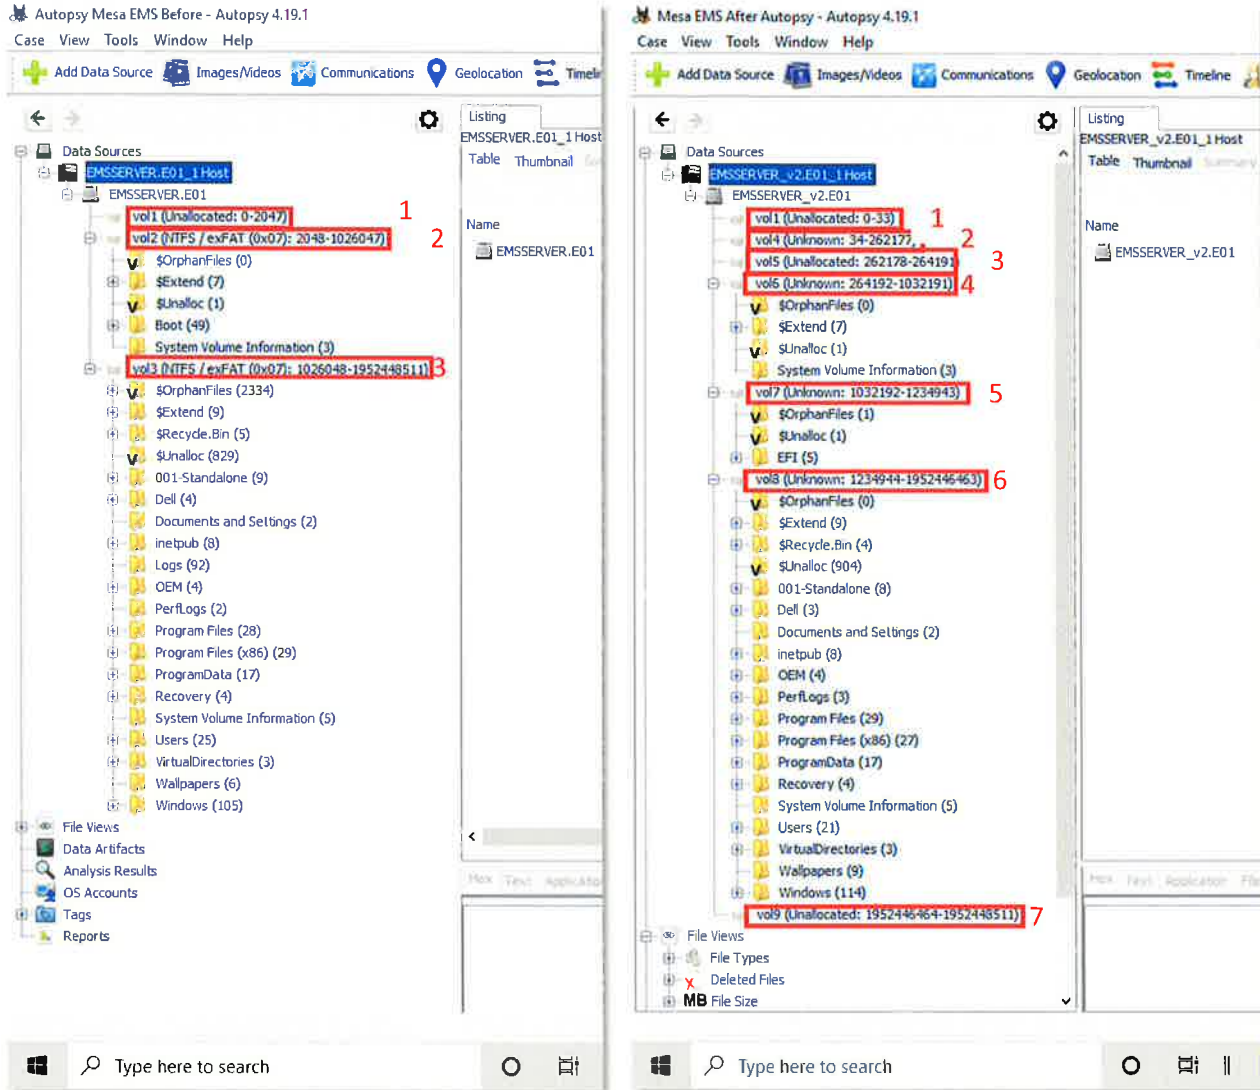 Autopsy Mesa EMS Before - Autopsy 4.19.1
Case View Tools Window Help
Add Data Source Images/Videos Communications Geolocation Timelin
Listing
EMSSERVER.E01_1 Host
Table Thumbnail
Name
EMSSERVER.E01
Data Sources
EMSSERVER.E01_1 Host
EMSSERVER.E01
vol1 (Unallocated: 0-2047) 1
vol2 (NTFS / exFAT (0x07): 2048-1026047) 2
$OrphanFiles (0)
$Extend (7)
$Unalloc (1)
Boot (49)
System Volume Information (3)
vol3 (NTFS / exFAT (0x07): 1026048-1952448511) 3
$OrphanFiles (2334)
$Extend (9)
$Recycle.Bin (5)
$Unalloc (829)
001-Standalone (9)
Dell (4)
Documents and Settings (2)
inetpub (8)
Logs (92)
OEM (4)
PerfLogs (2)
Program Files (28)
Program Files (x86) (29)
ProgramData (17)
Recovery (4)
System Volume Information (5)
Users (25)
VirtualDirectories (3)
Wallpapers (6)
Windows (105)
File Views
Data Artifacts
Analysis Results
OS Accounts
Tags
Reports
Hex Text Application
Type here to search
Mesa EMS After Autopsy - Autopsy 4.19.1
Case View Tools Window Help
Add Data Source Images/Videos Communications Geolocation Timeline
Listing
EMSSERVER_v2.E01_1 Host
Table Thumbnail Summary
Name
EMSSERVER_v2.E01
Data Sources
EMSSERVER_v2.E01_1 Host
EMSSERVER_v2.E01
vol1 (Unallocated: 0-33) 1
vol4 (Unknown: 34-262177) 2
vol5 (Unallocated: 262178-264191) 3
vol6 (Unknown: 264192-1032191) 4
$OrphanFiles (0)
$Extend (7)
$Unalloc (1)
System Volume Information (3)
vol7 (Unknown: 1032192-1234943) 5
$OrphanFiles (1)
$Unalloc (1)
EFI (5)
vol8 (Unknown: 1234944-1952446463) 6
$OrphanFiles (0)
$Extend (9)
$Recycle.Bin (4)
$Unalloc (904)
001-Standalone (8)
Dell (3)
Documents and Settings (2)
inetpub (8)
OEM (4)
PerfLogs (3)
Program Files (29)
Program Files (x86) (27)
ProgramData (17)
Recovery (4)
System Volume Information (5)
Users (21)
VirtualDirectories (3)
Wallpapers (9)
Windows (114)
vol9 (Unallocated: 1952446464-1952448511) 7
File Views
File Types
Deleted Files
MB File Size
Hex Text Application File
Type here to search